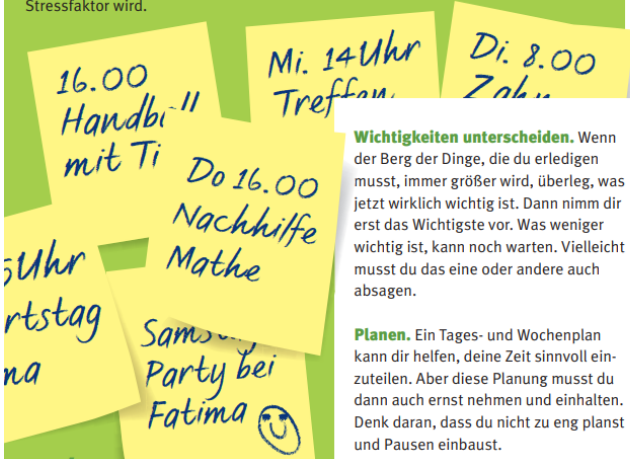 Stressfaktor wird.
16.00
mit
Mi. 14 Uhr
Treffen
Di. 8.00
Do 16.00
Nachhilfe
Mathe
Uhr
Party bei
Fatima
Wichtigkeiten unterscheiden. Wenn
der Berg der Dinge, die du erledigen
musst, immer größer wird, überleg, was
jetzt wirklich wichtig ist. Dann nimm dir
erst das Wichtigste vor. Was weniger
wichtig ist, kann noch warten. Vielleicht
musst du das eine oder andere auch
absagen.
Planen. Ein Tages- und Wochenplan
kann dir helfen, deine Zeit sinnvoll ein-
zuteilen. Aber diese Planung musst du
dann auch ernst nehmen und einhalten.
Denk daran, dass du nicht zu eng planst
und Pausen einbaust.